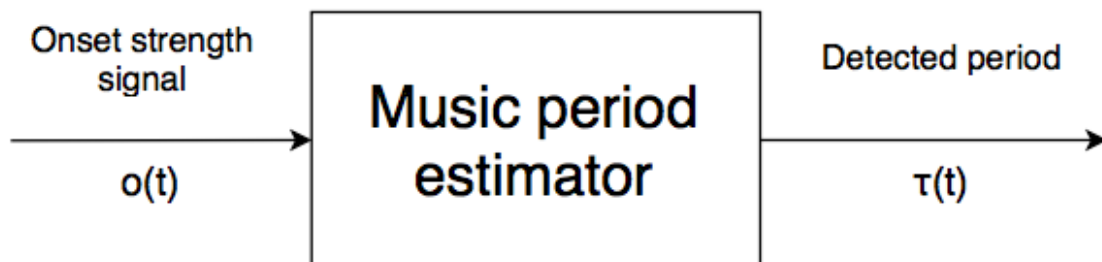 Onset strength
signal
o(t)
Music period
estimator
Detected period
τ(t)